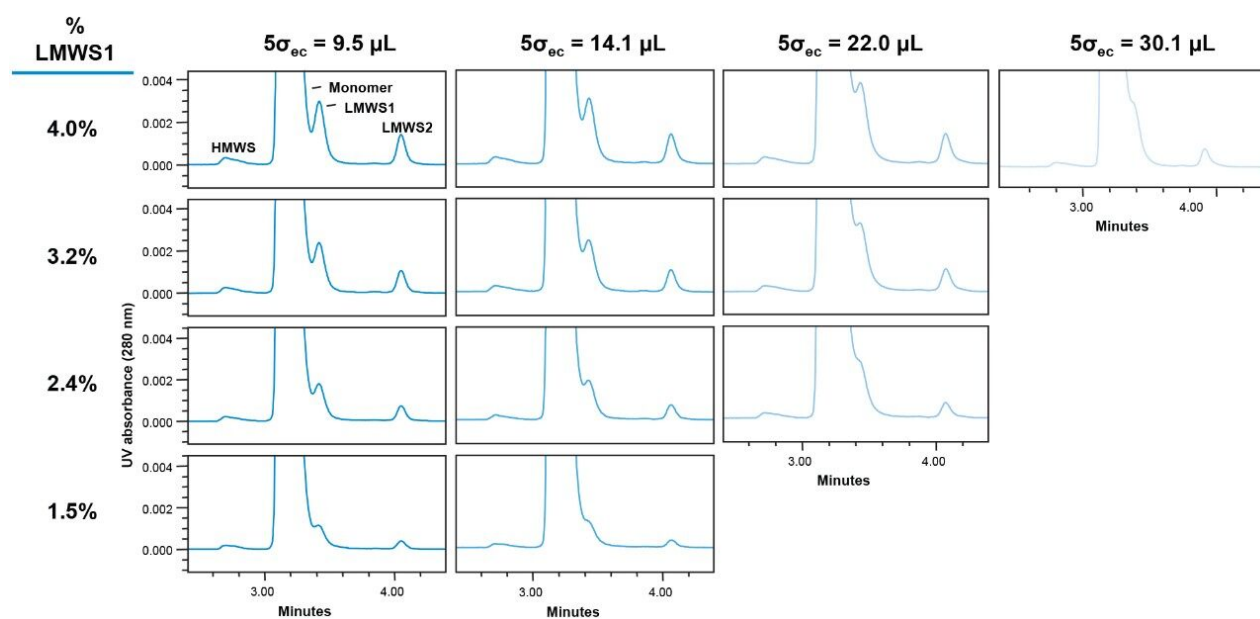 %
LMWS1
5σec = 9.5 µL
5σec = 14.1 µL
5σec = 22.0 µL
5σec = 30.1 µL
4.0%
0.004
0.002
0.000
Monomer
LMWS1
HMWS
LMWS2
3.00
4.00
Minutes
3.2%
0.004
0.002
0.000
UV absorbance (280 nm)
2.4%
0.004
0.002
0.000
3.00
4.00
Minutes
1.5%
0.004
0.002
0.000
3.00
4.00
Minutes
3.00
4.00
Minutes